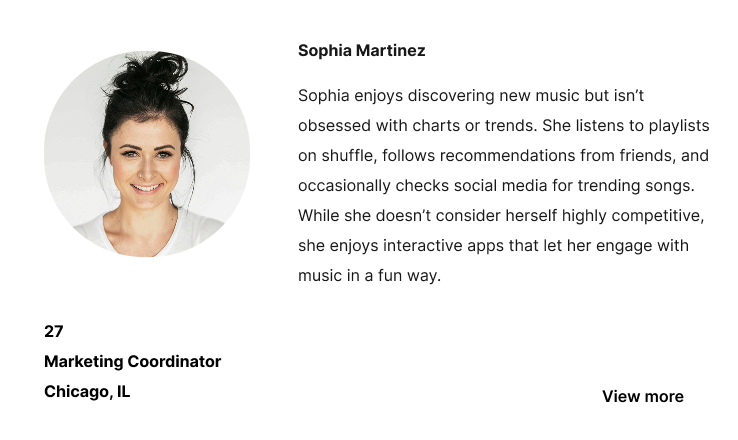 Sophia Martinez
Sophia enjoys discovering new music but isn’t
obsessed with charts or trends. She listens to playlists
on shuffle, follows recommendations from friends, and
occasionally checks social media for trending songs.
While she doesn’t consider herself highly competitive,
she enjoys interactive apps that let her engage with
music in a fun way.
27
Marketing Coordinator
Chicago, IL
View more